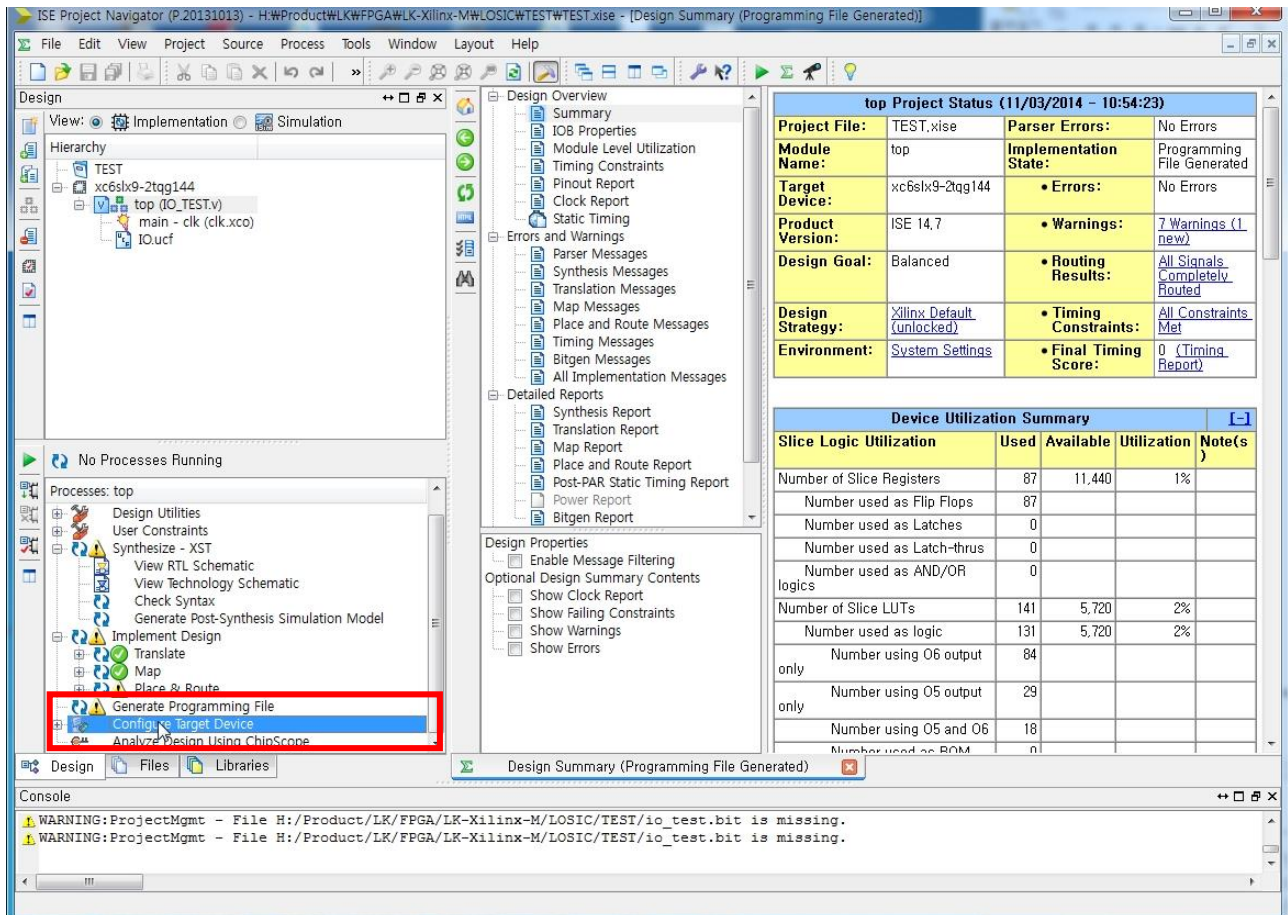 ISE Project Navigator (P.20131013) - H:₩Product₩LK₩FPGA₩LK-Xilinx-M₩LOSIC₩TEST₩TEST.xise - [Design Summary (Programming File Generated)]
File Edit View Project Source Process Tools Window Layout Help
Design
View: Implementation Simulation
Hierarchy
TEST
xc6slx9-2tqg144
top (IO_TEST.v)
main - clk (clk.xco)
IO.ucf
No Processes Running
Processes: top
Design Utilities
User Constraints
Synthesize - XST
View RTL Schematic
View Technology Schematic
Check Syntax
Generate Post-Synthesis Simulation Model
Implement Design
Translate
Map
Place & Route
Generate Programming File
Configure Target Device
Analyze Design Using ChipScope
Design Files Libraries
Design Overview
Summary
IOB Properties
Module Level Utilization
Timing Constraints
Pinout Report
Clock Report
Static Timing
Errors and Warnings
Parser Messages
Synthesis Messages
Translation Messages
Map Messages
Place and Route Messages
Timing Messages
Bitgen Messages
All Implementation Messages
Detailed Reports
Synthesis Report
Translation Report
Map Report
Place and Route Report
Post-PAR Static Timing Report
Power Report
Bitgen Report
Design Properties
Enable Message Filtering
Optional Design Summary Contents
Show Clock Report
Show Failing Constraints
Show Warnings
Show Errors
top Project Status (11/03/2014 - 10:54:23)
Project File: TEST.xise Parser Errors: No Errors
Module Implementation Programming
Name: top State: File Generated
Target xc6slx9-2tqg144 • Errors: No Errors
Device:
Product ISE 14.7 • Warnings: 7 Warnings (1
Version: new)
Design Goal: Balanced • Routing All Signals
Results: Completely
Routed
Design Xilinx Default • Timing All Constraints
Strategy: (unlocked) Constraints: Met
Environment: System Settings • Final Timing 0 (Timing
Score: Report)
Device Utilization Summary [-]
Slice Logic Utilization Used Available Utilization Note(s
)
Number of Slice Registers 87 11,440 1%
Number used as Flip Flops 87
Number used as Latches 0
Number used as Latch-thrus 0
Number used as AND/OR 0
logics
Number of Slice LUTs 141 5,720 2%
Number used as logic 131 5,720 2%
Number using O6 output 84
only
Number using O5 output 29
only
Number using O5 and O6 18
Number used as ROM 0
Design Summary (Programming File Generated)
Console
WARNING:ProjectMgmt - File H:/Product/LK/FPGA/LK-Xilinx-M/LOSIC/TEST/io_test.bit is missing.
WARNING:ProjectMgmt - File H:/Product/LK/FPGA/LK-Xilinx-M/LOSIC/TEST/io_test.bit is missing.